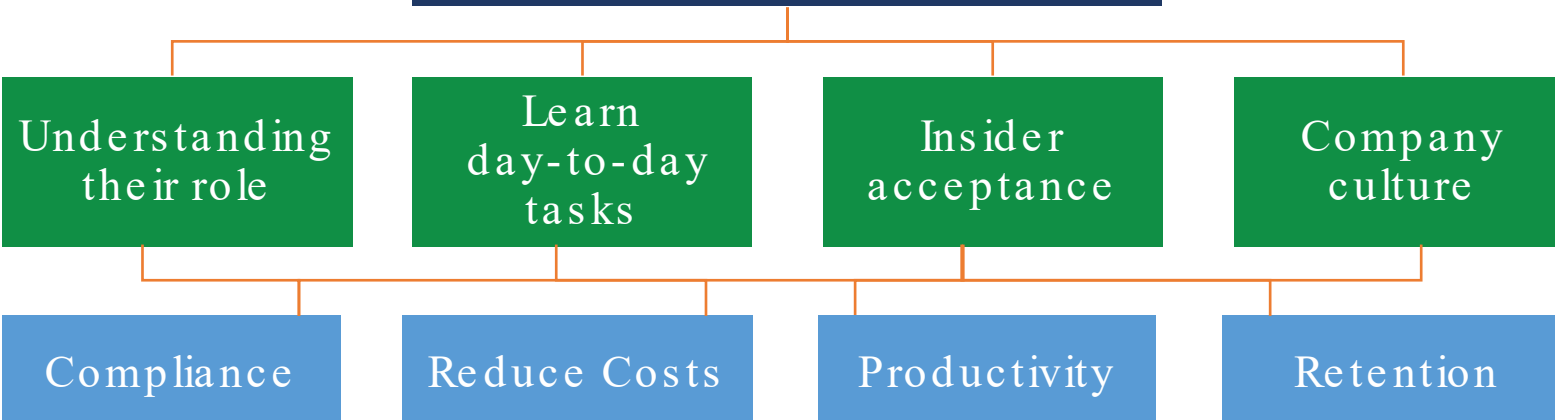 Understanding
their role
Learn
day-to-day
tasks
Insider
acceptance
Company
culture
Compliance
Reduce Costs
Productivity
Retention